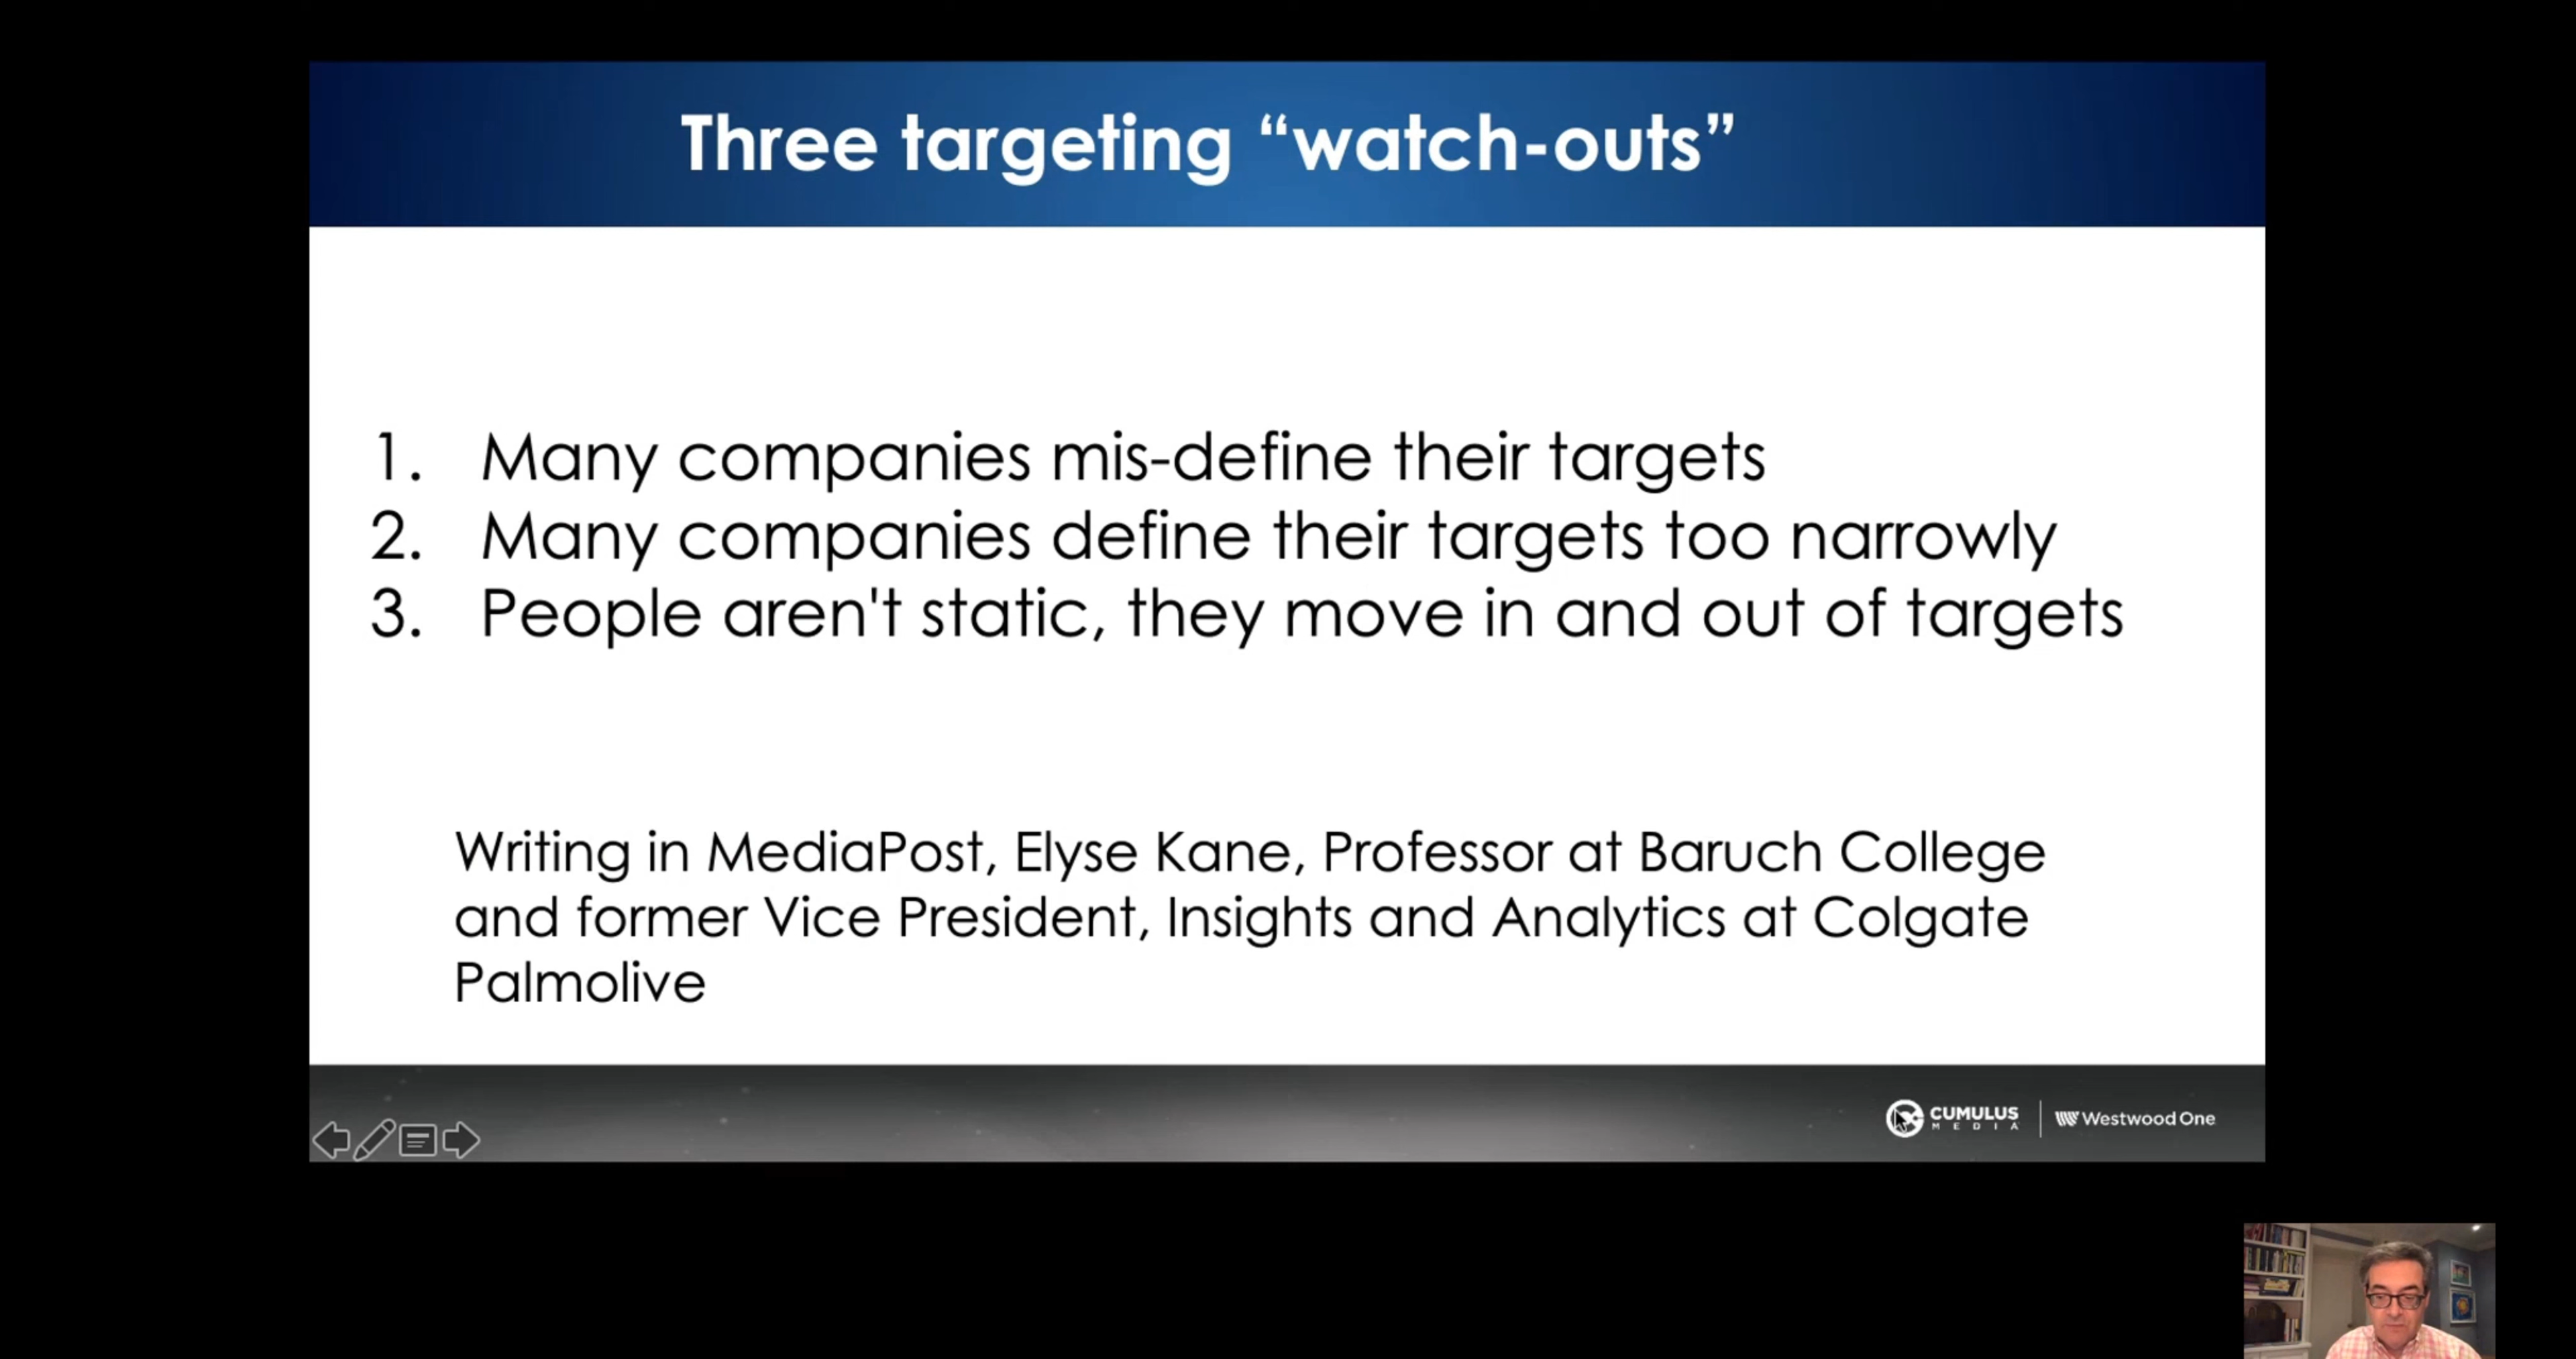 Three targeting “watch-outs”
1. Many companies mis-define their targets
2. Many companies define their targets too narrowly
3. People aren't static, they move in and out of targets
Writing in MediaPost, Elyse Kane, Professor at Baruch College
and former Vice President, Insights and Analytics at Colgate
Palmolive
CUMULUS
MEDIA
Westwood One